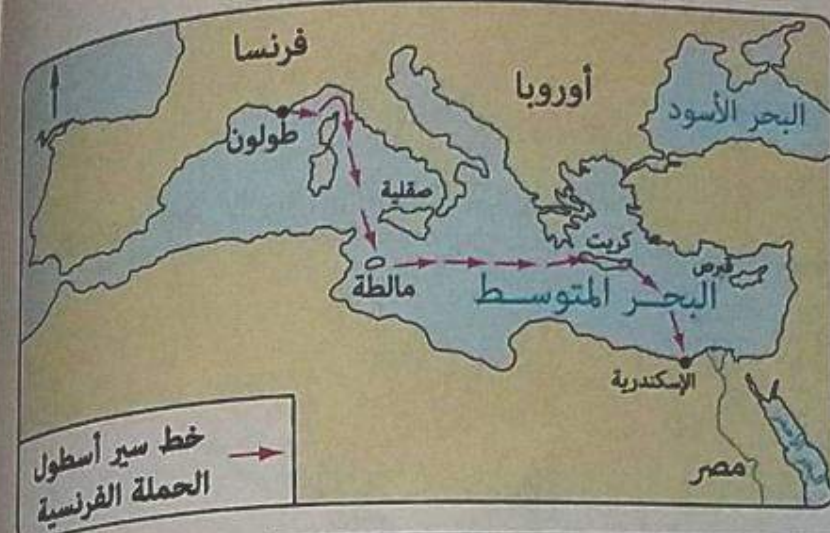 فرنسا
أوروبا
البحر الأسود
طولون
صقلية
كريت
قبرص
مالطة
البحر المتوسط
الإسكندرية
مصر
خط سير أسطول
الحملة الفرنسية